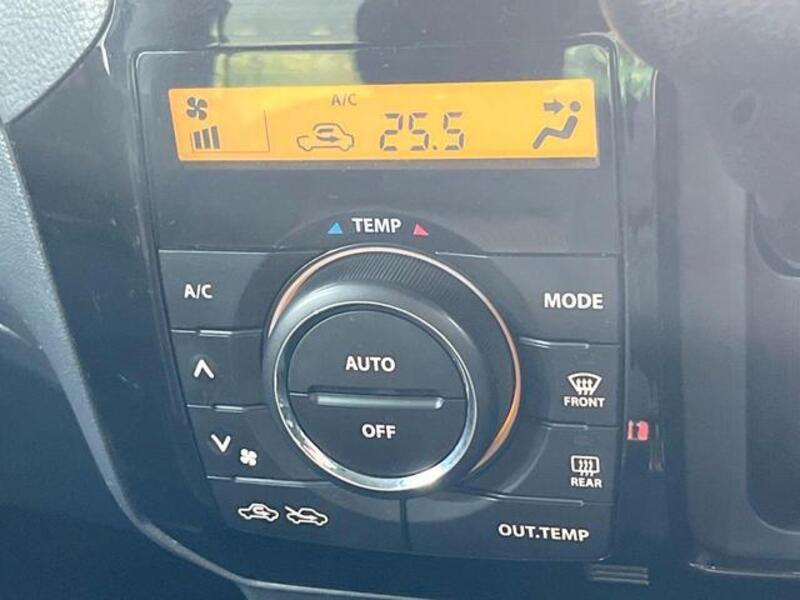 A/C
25.5
TEMP
A/C
MODE
AUTO
FRONT
OFF
REAR
OUT.TEMP